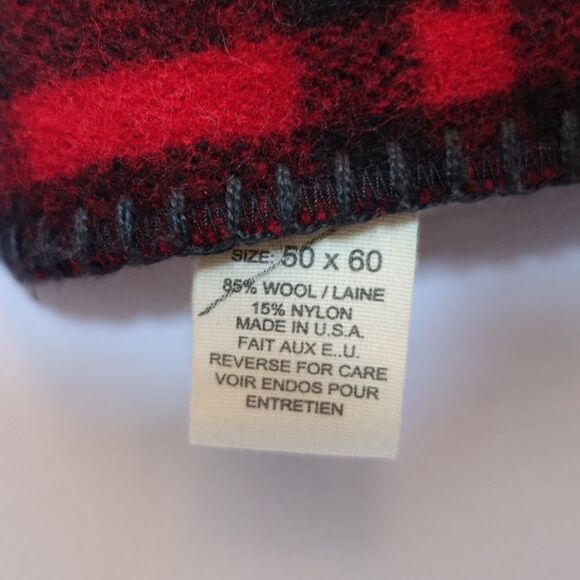 SIZE: 50 x 60
85% WOOL / LAINE
15% NYLON
MADE IN U.S.A.
FAIT AUX E..U.
REVERSE FOR CARE
VOIR ENDOS POUR
ENTRETIEN